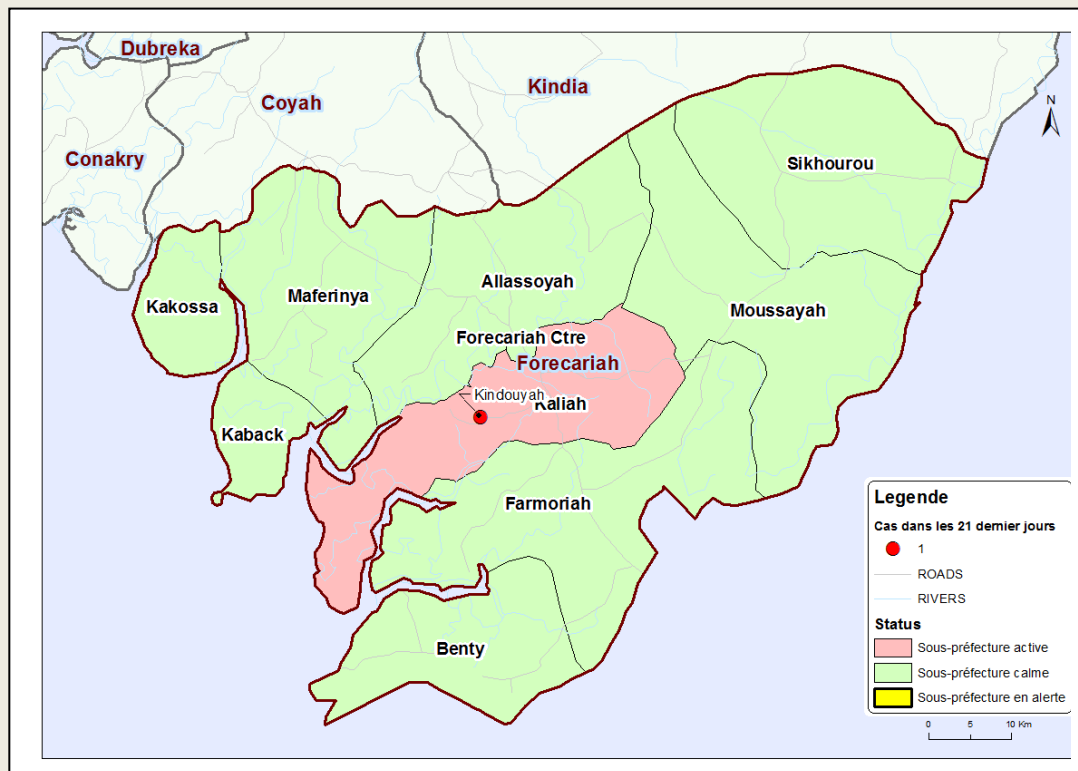 Dubreka
Kindia
Coyah
N
Conakry
Sikhourou
Allassoyah
Maferinya
Kakossa
Moussayah
Forecariah Ctre
Forecariah
Kindouyah
Kaliah
Kaback
Farmoriah
Benty
Legende
Cas dans les 21 dernier jours
1
ROADS
RIVERS
Status
Sous-préfecture active
Sous-préfecture calme
Sous-préfecture en alerte
0 5 10 Km